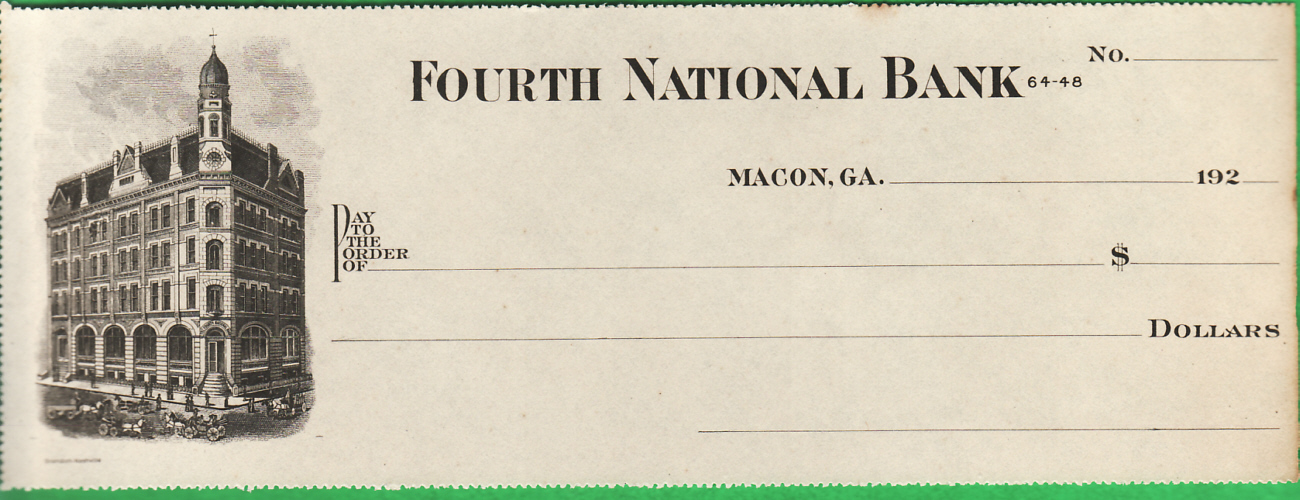 No.
FOURTH NATIONAL BANK 64-48
MACON, GA. 192
PAY TO THE ORDER OF $
DOLLARS